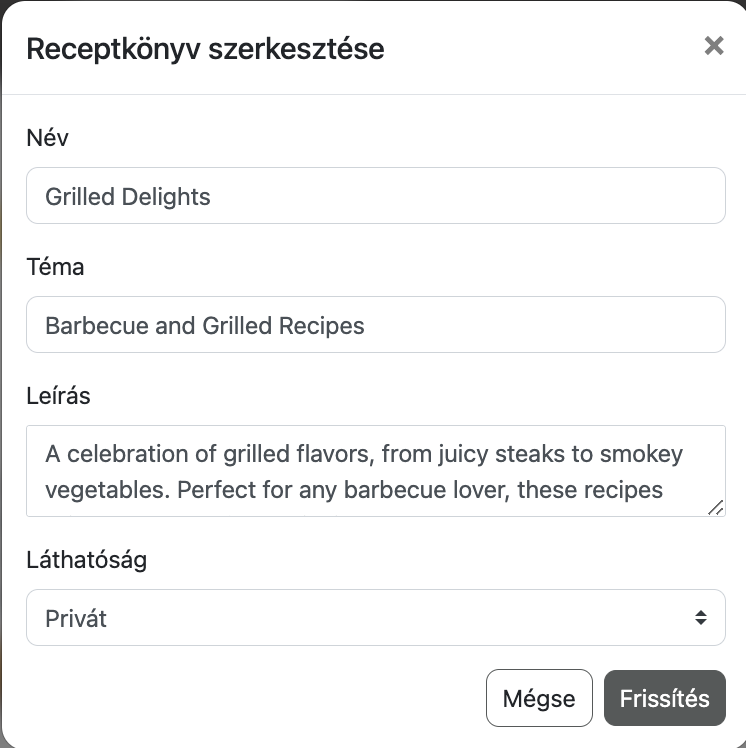 Receptkönyv szerkesztése
Név
Grilled Delights
Téma
Barbecue and Grilled Recipes
Leírás
A celebration of grilled flavors, from juicy steaks to smokey
vegetables. Perfect for any barbecue lover, these recipes
Láthatóság
Privát
Mégse
Frissítés